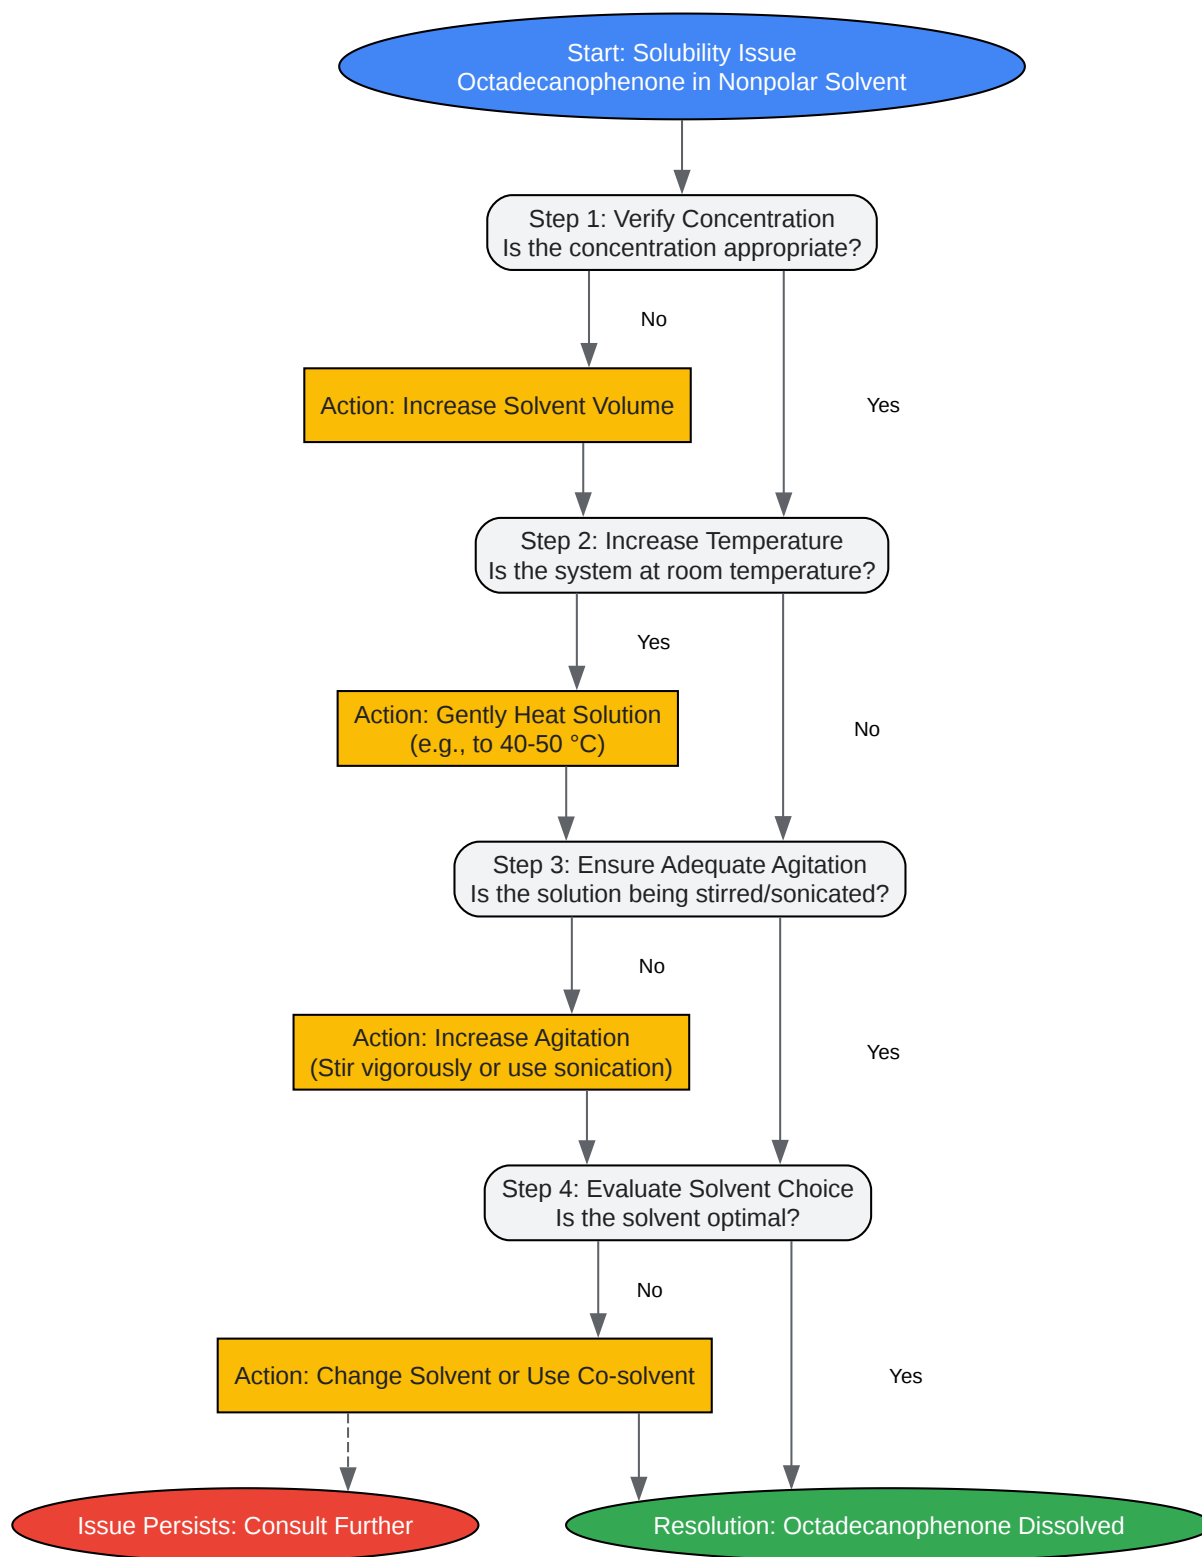 Start: Solubility Issue
Octadecanophenone in Nonpolar Solvent
Step 1: Verify Concentration
Is the concentration appropriate?
No
Action: Increase Solvent Volume
Yes
Step 2: Increase Temperature
Is the system at room temperature?
Yes
Action: Gently Heat Solution
(e.g., to 40-50 °C)
No
Step 3: Ensure Adequate Agitation
Is the solution being stirred/sonicated?
No
Action: Increase Agitation
(Stir vigorously or use sonication)
Yes
Step 4: Evaluate Solvent Choice
Is the solvent optimal?
No
Action: Change Solvent or Use Co-solvent
Yes
Issue Persists: Consult Further
Resolution: Octadecanophenone Dissolved